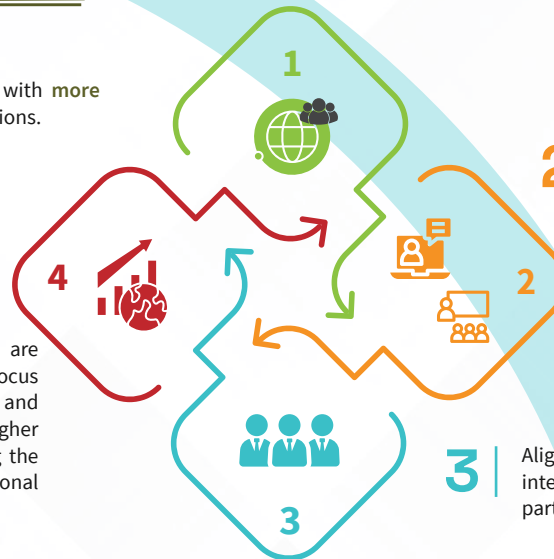 with more
ions.
1
2
4
2
are
ocus
and
gher
g the
onal
3
Alig
inte
part
3